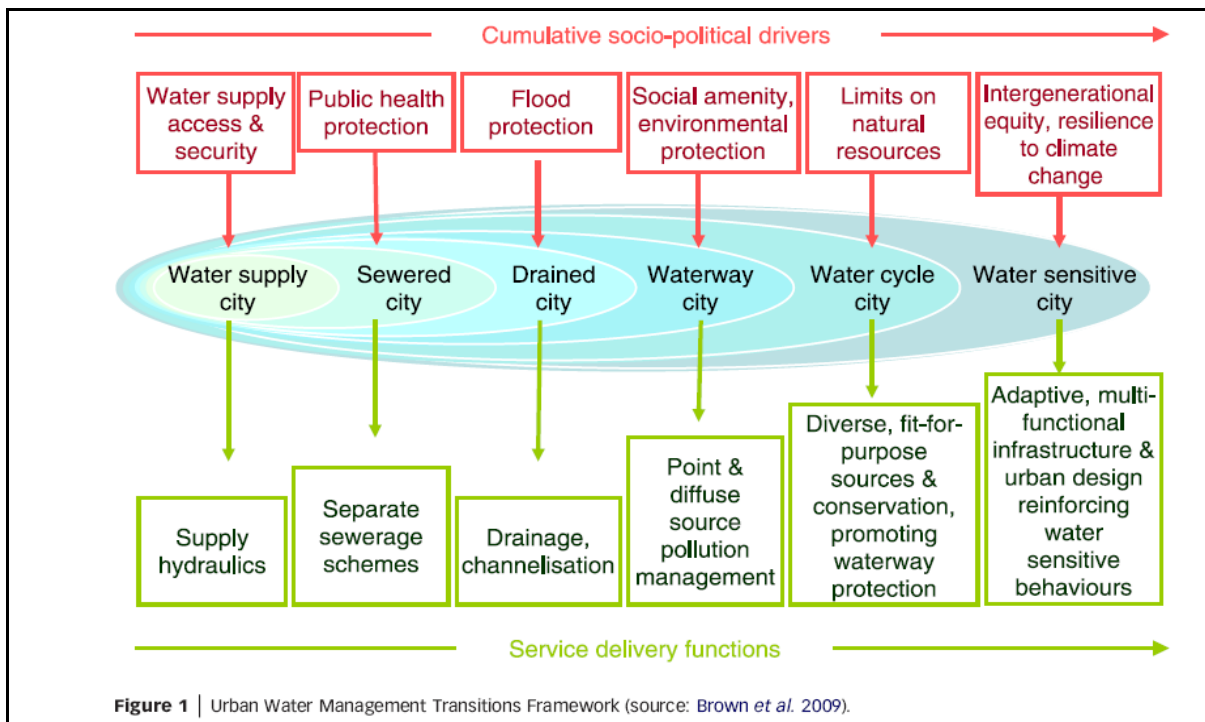 Cumulative socio-political drivers
Water supply
access &
security
Public health
protection
Flood
protection
Social amenity,
environmental
protection
Limits on
natural
resources
Intergenerational
equity, resilience
to climate
change
Water supply
city
Sewered
city
Drained
city
Waterway
city
Water cycle
city
Water sensitive
city
Supply
hydraulics
Separate
sewerage
schemes
Drainage,
channelisation
Point &
diffuse
source
pollution
management
Diverse, fit-for-
purpose
sources &
conservation,
promoting
waterway
protection
Adaptive, multi-
functional
infrastructure &
urban design
reinforcing
water
sensitive
behaviours
Service delivery functions
Figure 1 | Urban Water Management Transitions Framework (source: Brown et al. 2009).